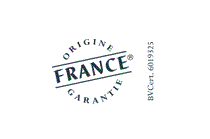 ORIGINE
FRANCE®
GARANTIE
BVCert. 6019325